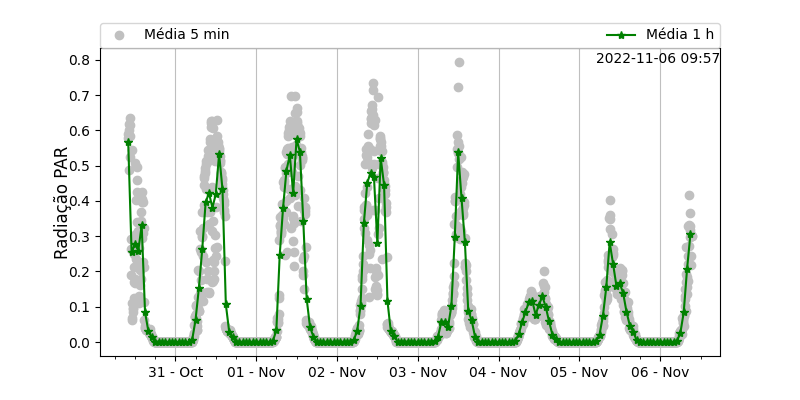 Média 5 min
Média 1 h
2022-11-06 09:57
Radiação PAR
0.8
0.7
0.6
0.5
0.4
0.3
0.2
0.1
0.0
31 - Oct
01 - Nov
02 - Nov
03 - Nov
04 - Nov
05 - Nov
06 - Nov